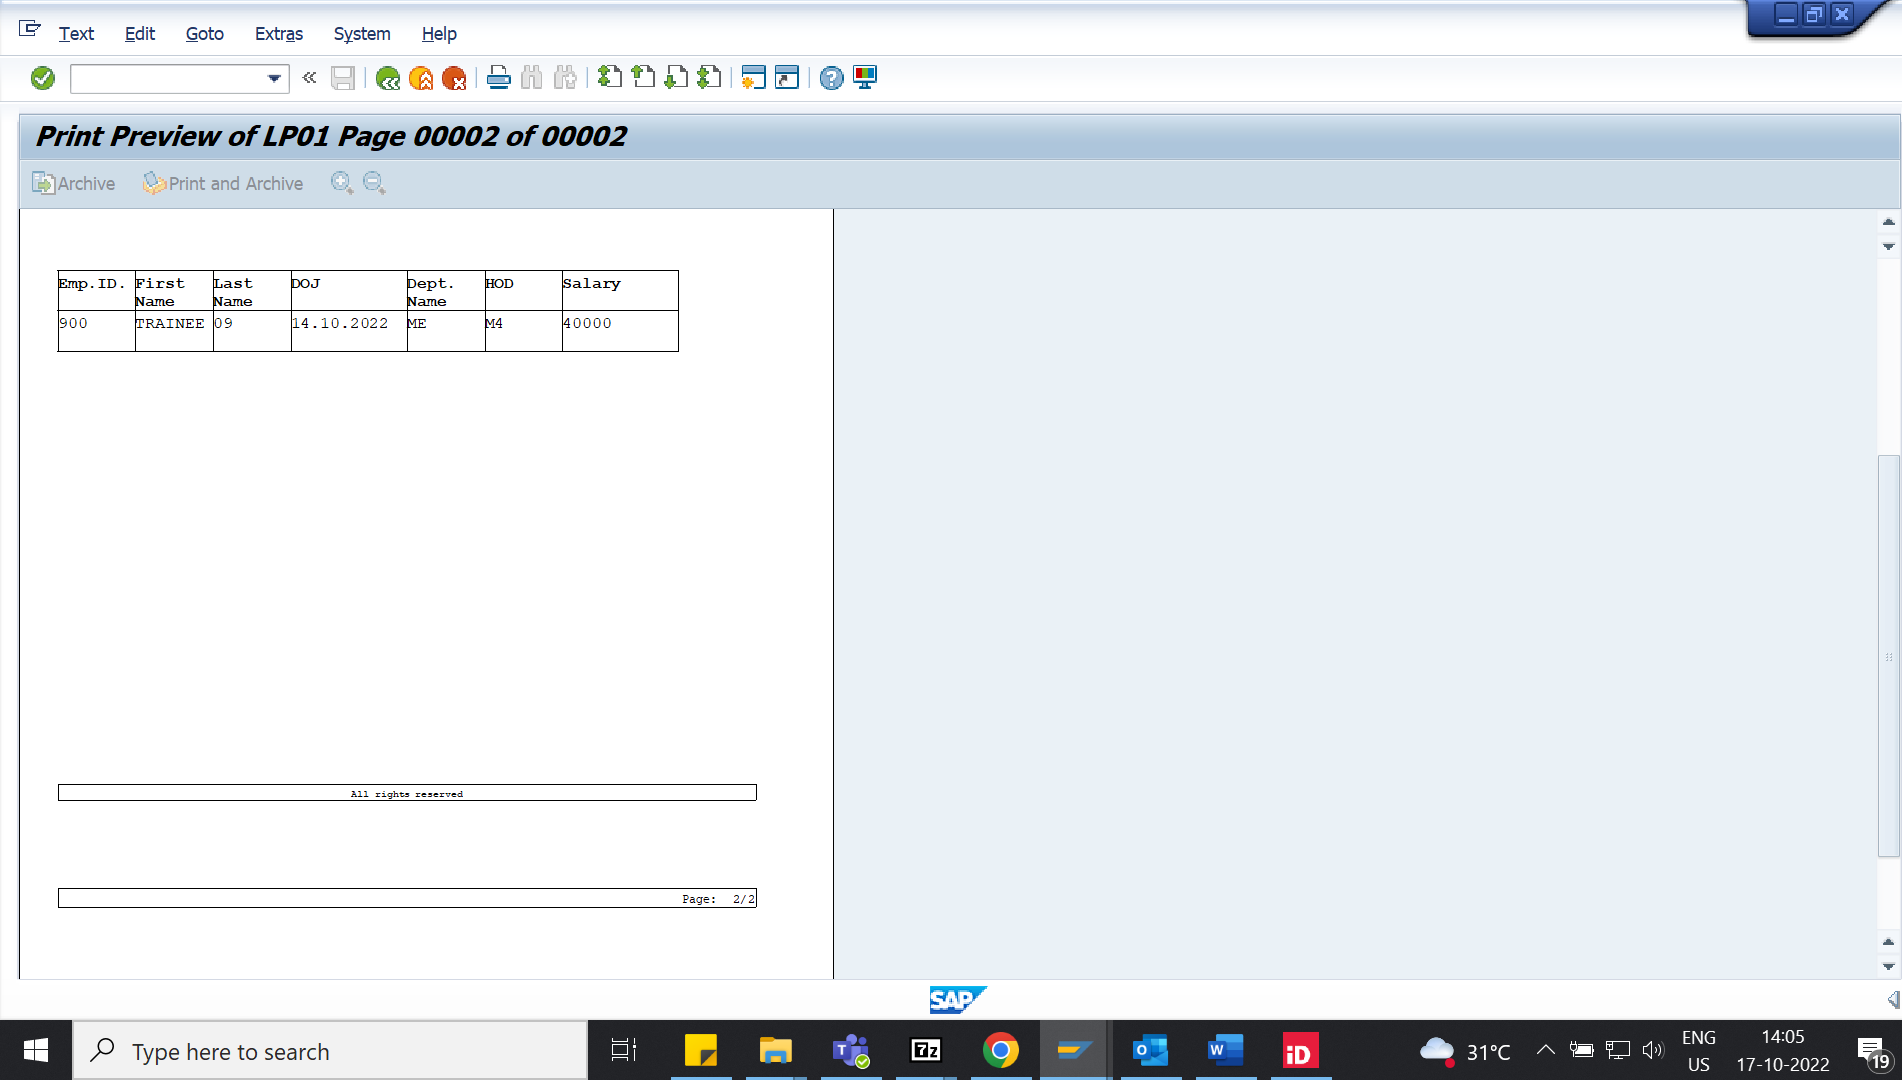 Text Edit Goto Extras System Help
Print Preview of LP01 Page 00002 of 00002
Archive Print and Archive
Emp.ID. First Name Last Name DOJ Dept. Name HOD Salary
900 TRAINEE 09 14.10.2022 ME M4 40000
All rights reserved
Page: 2/2
SAP
Type here to search
T
7z
O
W
iD
31°C
ENG
US
14:05
17-10-2022
19